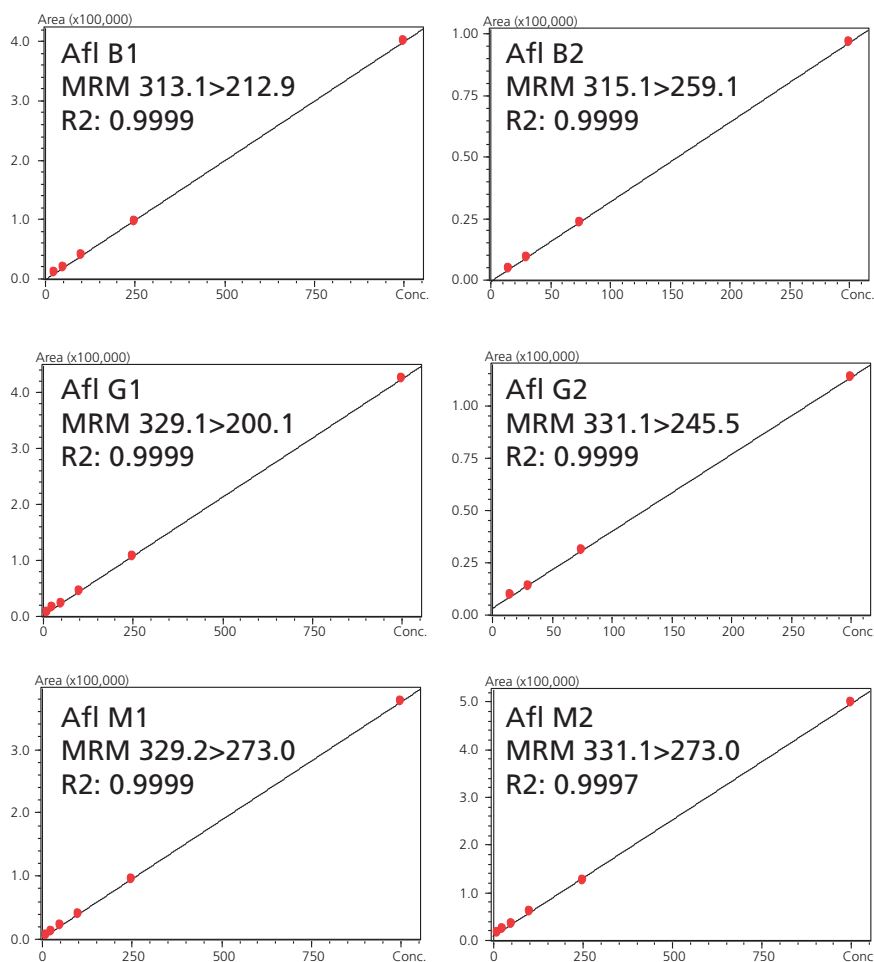 Area (x100,000)
Afl B1
MRM 313.1>212.9
R2: 0.9999
4.0
3.0
2.0
1.0
0.0
0 250 500 750 Conc.
Area (x100,000)
Afl B2
MRM 315.1>259.1
R2: 0.9999
1.00
0.75
0.50
0.25
0.00
0 50 100 150 200 250 Conc.
Area (x100,000)
Afl G1
MRM 329.1>200.1
R2: 0.9999
4.0
3.0
2.0
1.0
0.0
0 250 500 750 Conc.
Area (x100,000)
Afl G2
MRM 331.1>245.5
R2: 0.9999
1.00
0.75
0.50
0.25
0.00
0 50 100 150 200 250 Conc
Area (x100,000)
Afl M1
MRM 329.2>273.0
R2: 0.9999
3.0
2.0
1.0
0.0
0 250 500 750 Conc.
Area (x100,000)
Afl M2
MRM 331.1>273.0
R2: 0.9997
5.0
4.0
3.0
2.0
1.0
0.0
0 250 500 750 Conc.